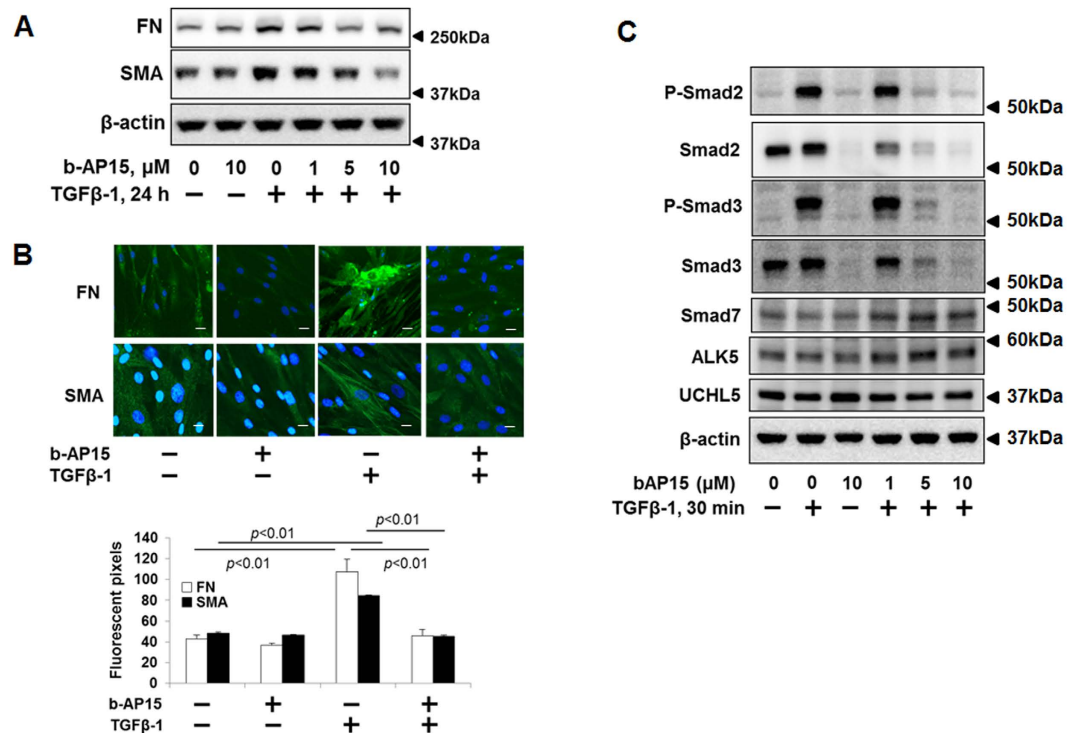 A
FN
◄ 250kDa
SMA
◄ 37kDa
β-actin
◄ 37kDa
b-AP15, μM 0 10 0 1 5 10
TGFβ-1, 24 h − − + + + +
B
FN
SMA
b-AP15 − + − +
TGFβ-1 − − + +
p<0.01
p<0.01
p<0.01 p<0.01
Fluorescent pixels
140
120
100
80
60
40
20
0
FN
SMA
b-AP15 − + − +
TGFβ-1 − − + +
C
P-Smad2
◄ 50kDa
Smad2
◄ 50kDa
P-Smad3
◄ 50kDa
Smad3
◄ 50kDa
Smad7 ◄ 50kDa
◄ 60kDa
ALK5
UCHL5 ◄ 37kDa
β-actin ◄ 37kDa
bAP15 (μM) 0 0 10 1 5 10
TGFβ-1, 30 min − + − + + +